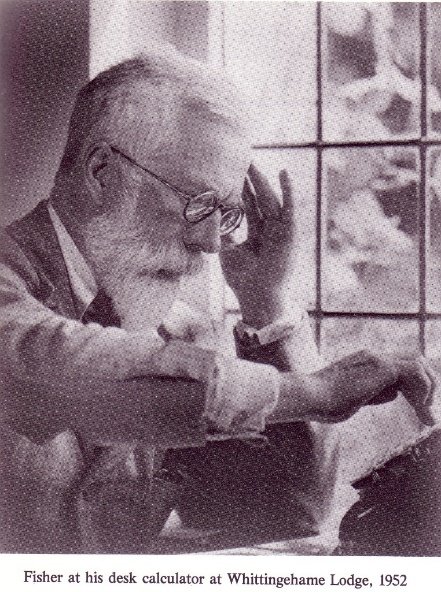 Fisher at his desk calculator at Whittingehame Lodge, 1952